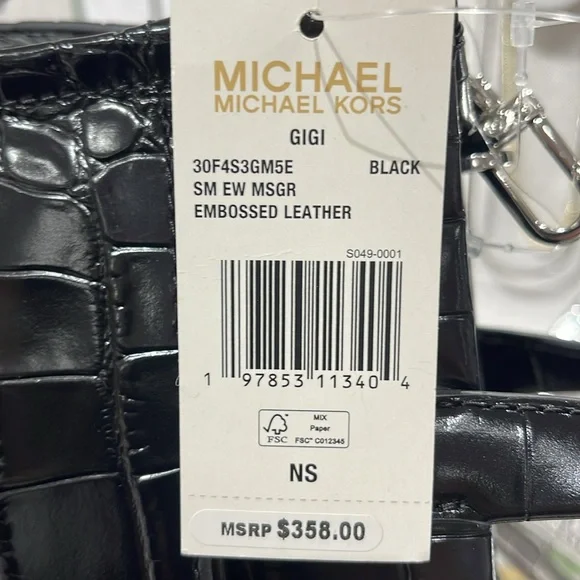 MICHAEL
MICHAEL KORS
GIGI
30F4S3GM5E BLACK
SM EW MSGR
EMBOSSED LEATHER
S049-0001
1 97853 11340 4
FSC
MIX
Paper
FSC® C012345
NS
MSRP $358.00